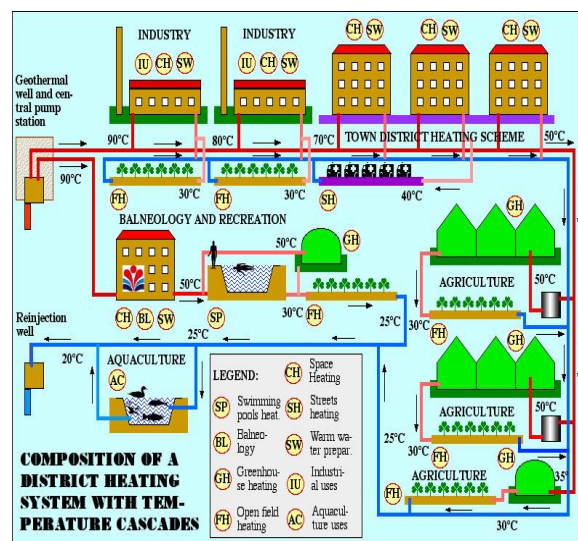 INDUSTRY
INDUSTRY
CH SW
CH SW
CH SW
IU CH SW
IU CH SW
Geothermal
well and cen-
tral pump
station
90°C
80°C
70°C
TOWN DISTRICT HEATING SCHEME
50°C
90°C
30°C
30°C
40°C
FH
FH
SH
BALNEOLOGY AND RECREATION
GH
50°C
50°C
GH
AGRICULTURE
50°C
CH BL SW
SP
30°C
FH
25°C
30°C
FH
GH
Reinjection
well
25°C
20°C
AQUACULTURE
AC
LEGEND:
CH Space
Heating
SP Swimming
pools heat.
SH Streets
heating
BL Balneo-
logy
SW Warm wa-
ter prepar.
GH Greenhou-
se heating
IU Industri-
al uses
FH Open field
heating
AC Aquacul-
ture uses
50°C
AGRICULTURE
25°C
30°C
FH
GH
AGRICULTURE
FH
35°
30°C
COMPOSITION OF A
DISTRICT HEATING
SYSTEM WITH TEM-
PERATURE CASCADES